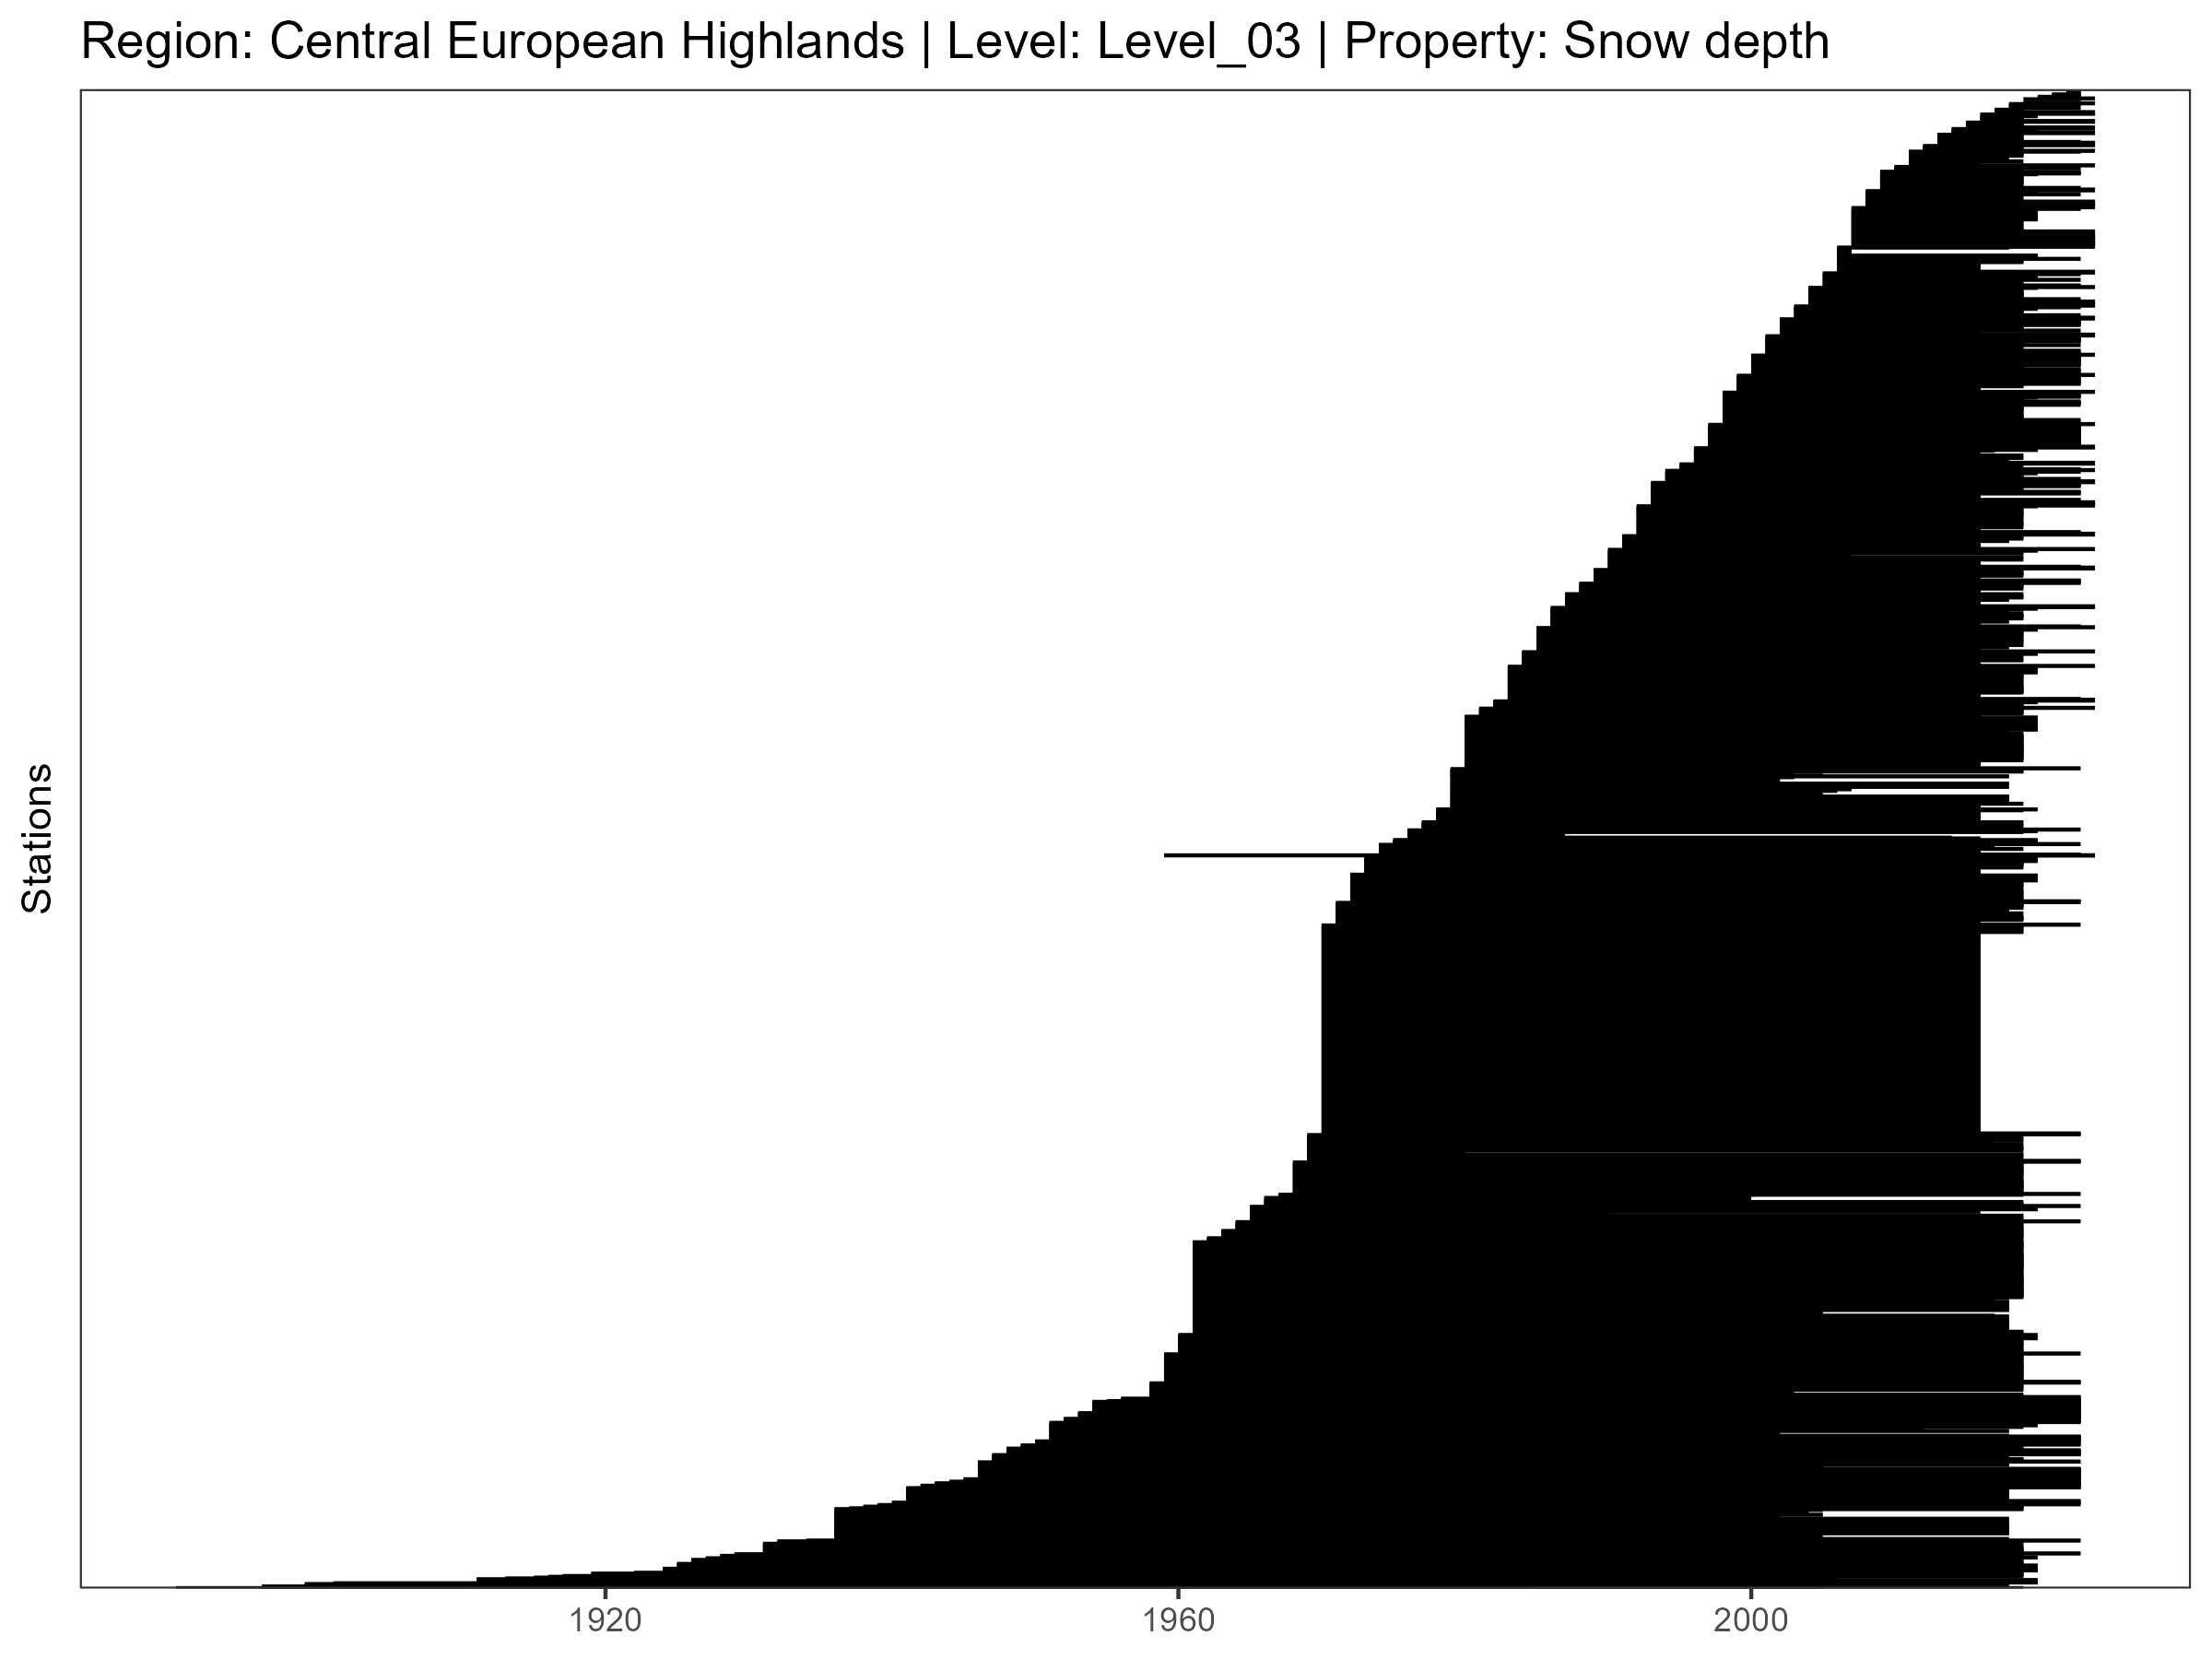 Region: Central European Highlands | Level: Level_03 | Property: Snow depth
Stations
1920
1960
2000